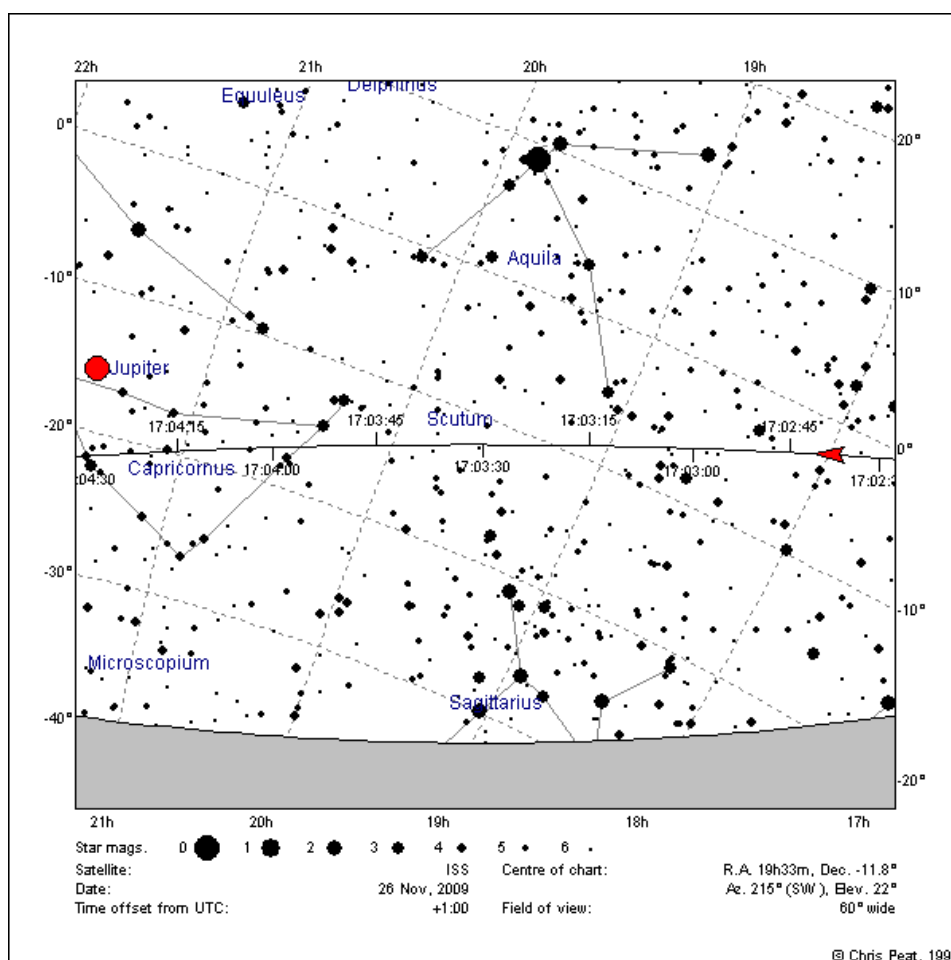 22h 21h 20h 19h
Equuleus Delphinus
0° 20°
Aquila
-10° 10°
Jupiter
17:04:15 17:03:45 Scutum 17:03:15 17:02:45
-20° 0°
Capricornus 17:04:00 17:03:30 17:03:00
:04:30 17:02:3
-30°
-10°
Microscopium
Sagittarius
-40°
-20°
21h 20h 19h 18h 17h
Star mags. 0 1 2 3 4 5 6
Satellite: ISS Centre of chart: R.A. 19h33m, Dec. -11.8°
Date: 26 Nov, 2009 Az. 215° (SW ), Elev. 22°
Time offset from UTC: +1:00 Field of view: 60° wide
© Chris Peat, 199